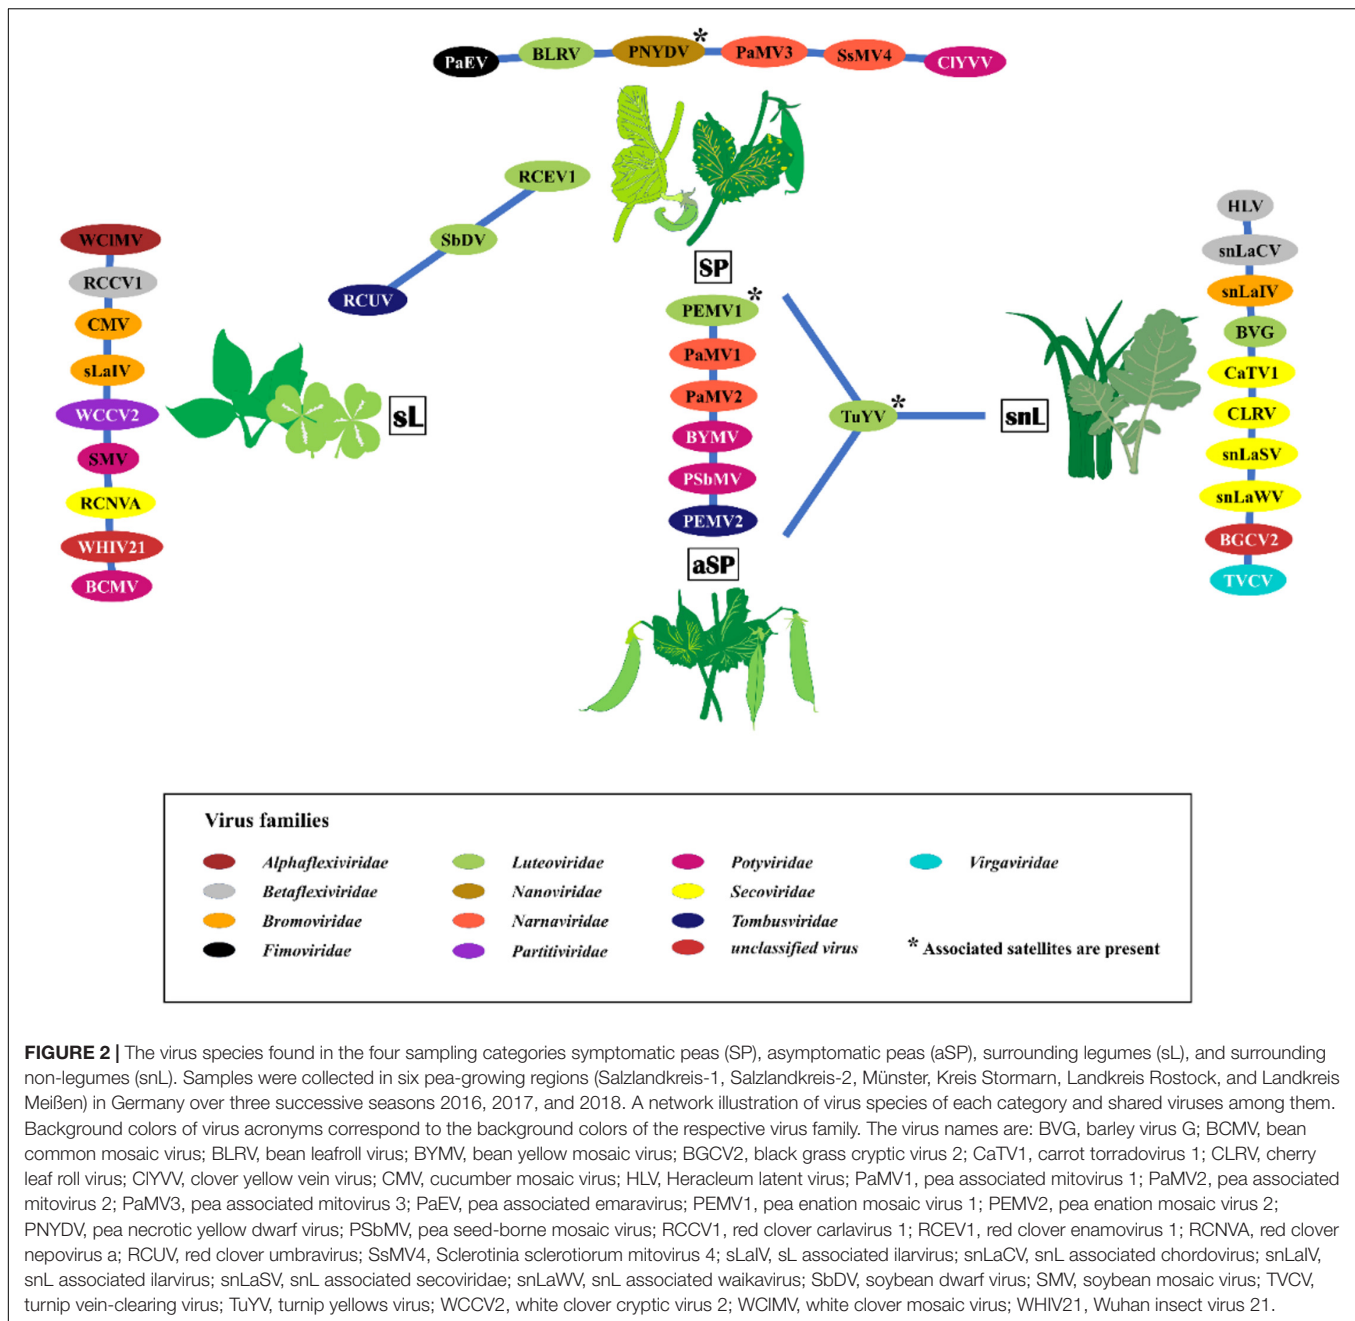 *
PaEV BLRV PNYDV PaMV3 SsMV4 ClYVV
RCEV1
SbDV
RCUV
WClMV
RCCV1
CMV
sLaIV
WCCV2
SMV
RCNVA
WHIV21
BCMV
sL
SP
PEMV1 *
PaMV1
PaMV2
BYMV
PSbMV
PEMV2
aSP
TuYV *
snL
HLV
snLaCV
snLaIV
BVG
CaTV1
CLRV
snLaSV
snLaWV
BGCV2
TVCV
Virus families
Alphaflexiviridae Luteoviridae Potyviridae Virgaviridae
Betaflexiviridae Nanoviridae Secoviridae
Bromoviridae Narnaviridae Tombusviridae
Fimoviridae Partitiviridae unclassified virus * Associated satellites are present
FIGURE 2 | The virus species found in the four sampling categories symptomatic peas (SP), asymptomatic peas (aSP), surrounding legumes (sL), and surrounding
non-legumes (snL). Samples were collected in six pea-growing regions (Salzlandkreis-1, Salzlandkreis-2, Münster, Kreis Stormarn, Landkreis Rostock, and Landkreis
Meißen) in Germany over three successive seasons 2016, 2017, and 2018. A network illustration of virus species of each category and shared viruses among them.
Background colors of virus acronyms correspond to the background colors of the respective virus family. The virus names are: BVG, barley virus G; BCMV, bean
common mosaic virus; BLRV, bean leafroll virus; BYMV, bean yellow mosaic virus; BGCV2, black grass cryptic virus 2; CaTV1, carrot torradovirus 1; CLRV, cherry
leaf roll virus; ClYVV, clover yellow vein virus; CMV, cucumber mosaic virus; HLV, Heracleum latent virus; PaMV1, pea associated mitovirus 1; PaMV2, pea associated
mitovirus 2; PaMV3, pea associated mitovirus 3; PaEV, pea associated emaravirus; PEMV1, pea enation mosaic virus 1; PEMV2, pea enation mosaic virus 2;
PNYDV, pea necrotic yellow dwarf virus; PSbMV, pea seed-borne mosaic virus; RCCV1, red clover carlavirus 1; RCEV1, red clover enamovirus 1; RCNVA, red clover
nepovirus a; RCUV, red clover umbravirus; SsMV4, Sclerotinia sclerotiorum mitovirus 4; sLaIV, sL associated ilarvirus; snLaCV, snL associated chordovirus; snLaIV,
snL associated ilarvirus; snLaSV, snL associated secoviridae; snLaWV, snL associated waikavirus; SbDV, soybean dwarf virus; SMV, soybean mosaic virus; TVCV,
turnip vein-clearing virus; TuYV, turnip yellows virus; WCCV2, white clover cryptic virus 2; WClMV, white clover mosaic virus; WHIV21, Wuhan insect virus 21.